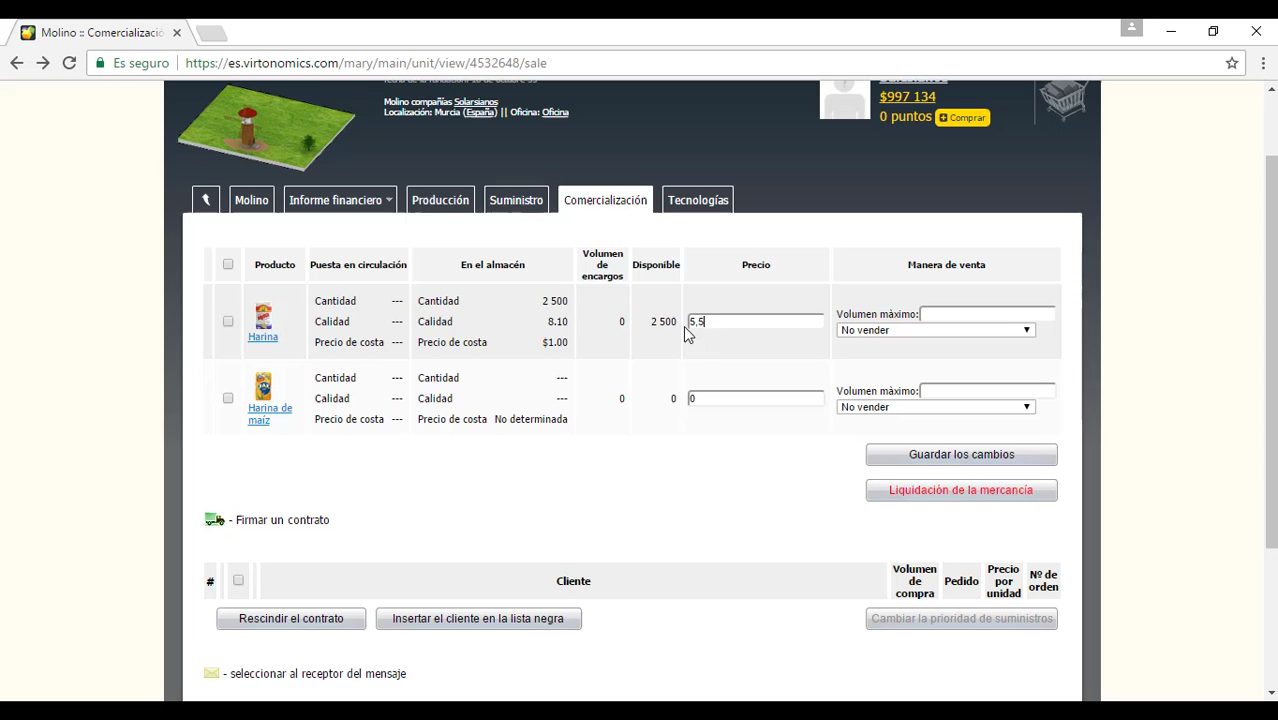 Molino :: Comercializació
Es seguro
https://es.virtonomics.com/mary/main/unit/view/4532648/sale
Molino compañías Solarsianos
Localización: Murcia (España) || Oficina: Oficina
$997 134
0 puntos
Comprar
Molino
Informe financiero
Producción
Suministro
Comercialización
Tecnologías
Producto
Puesta en circulación
En el almacén
Volumen de encargos
Disponible
Precio
Manera de venta
Harina
Cantidad ---
Calidad ---
Precio de costa ---
Cantidad 2 500
Calidad 8.10
Precio de costa $1.00
0
2 500
5,5
Volumen màximo:
No vender
Harina de maíz
Cantidad ---
Calidad ---
Precio de costa ---
Cantidad ---
Calidad ---
Precio de costa No determinada
0
0
0
Volumen màximo:
No vender
Guardar los cambios
Liquidación de la mercancía
- Firmar un contrato
#
Cliente
Volumen de compra
Pedido
Precio por unidad
Nº de orden
Rescindir el contrato
Insertar el cliente en la lista negra
Cambiar la prioridad de suministros
- seleccionar al receptor del mensaje